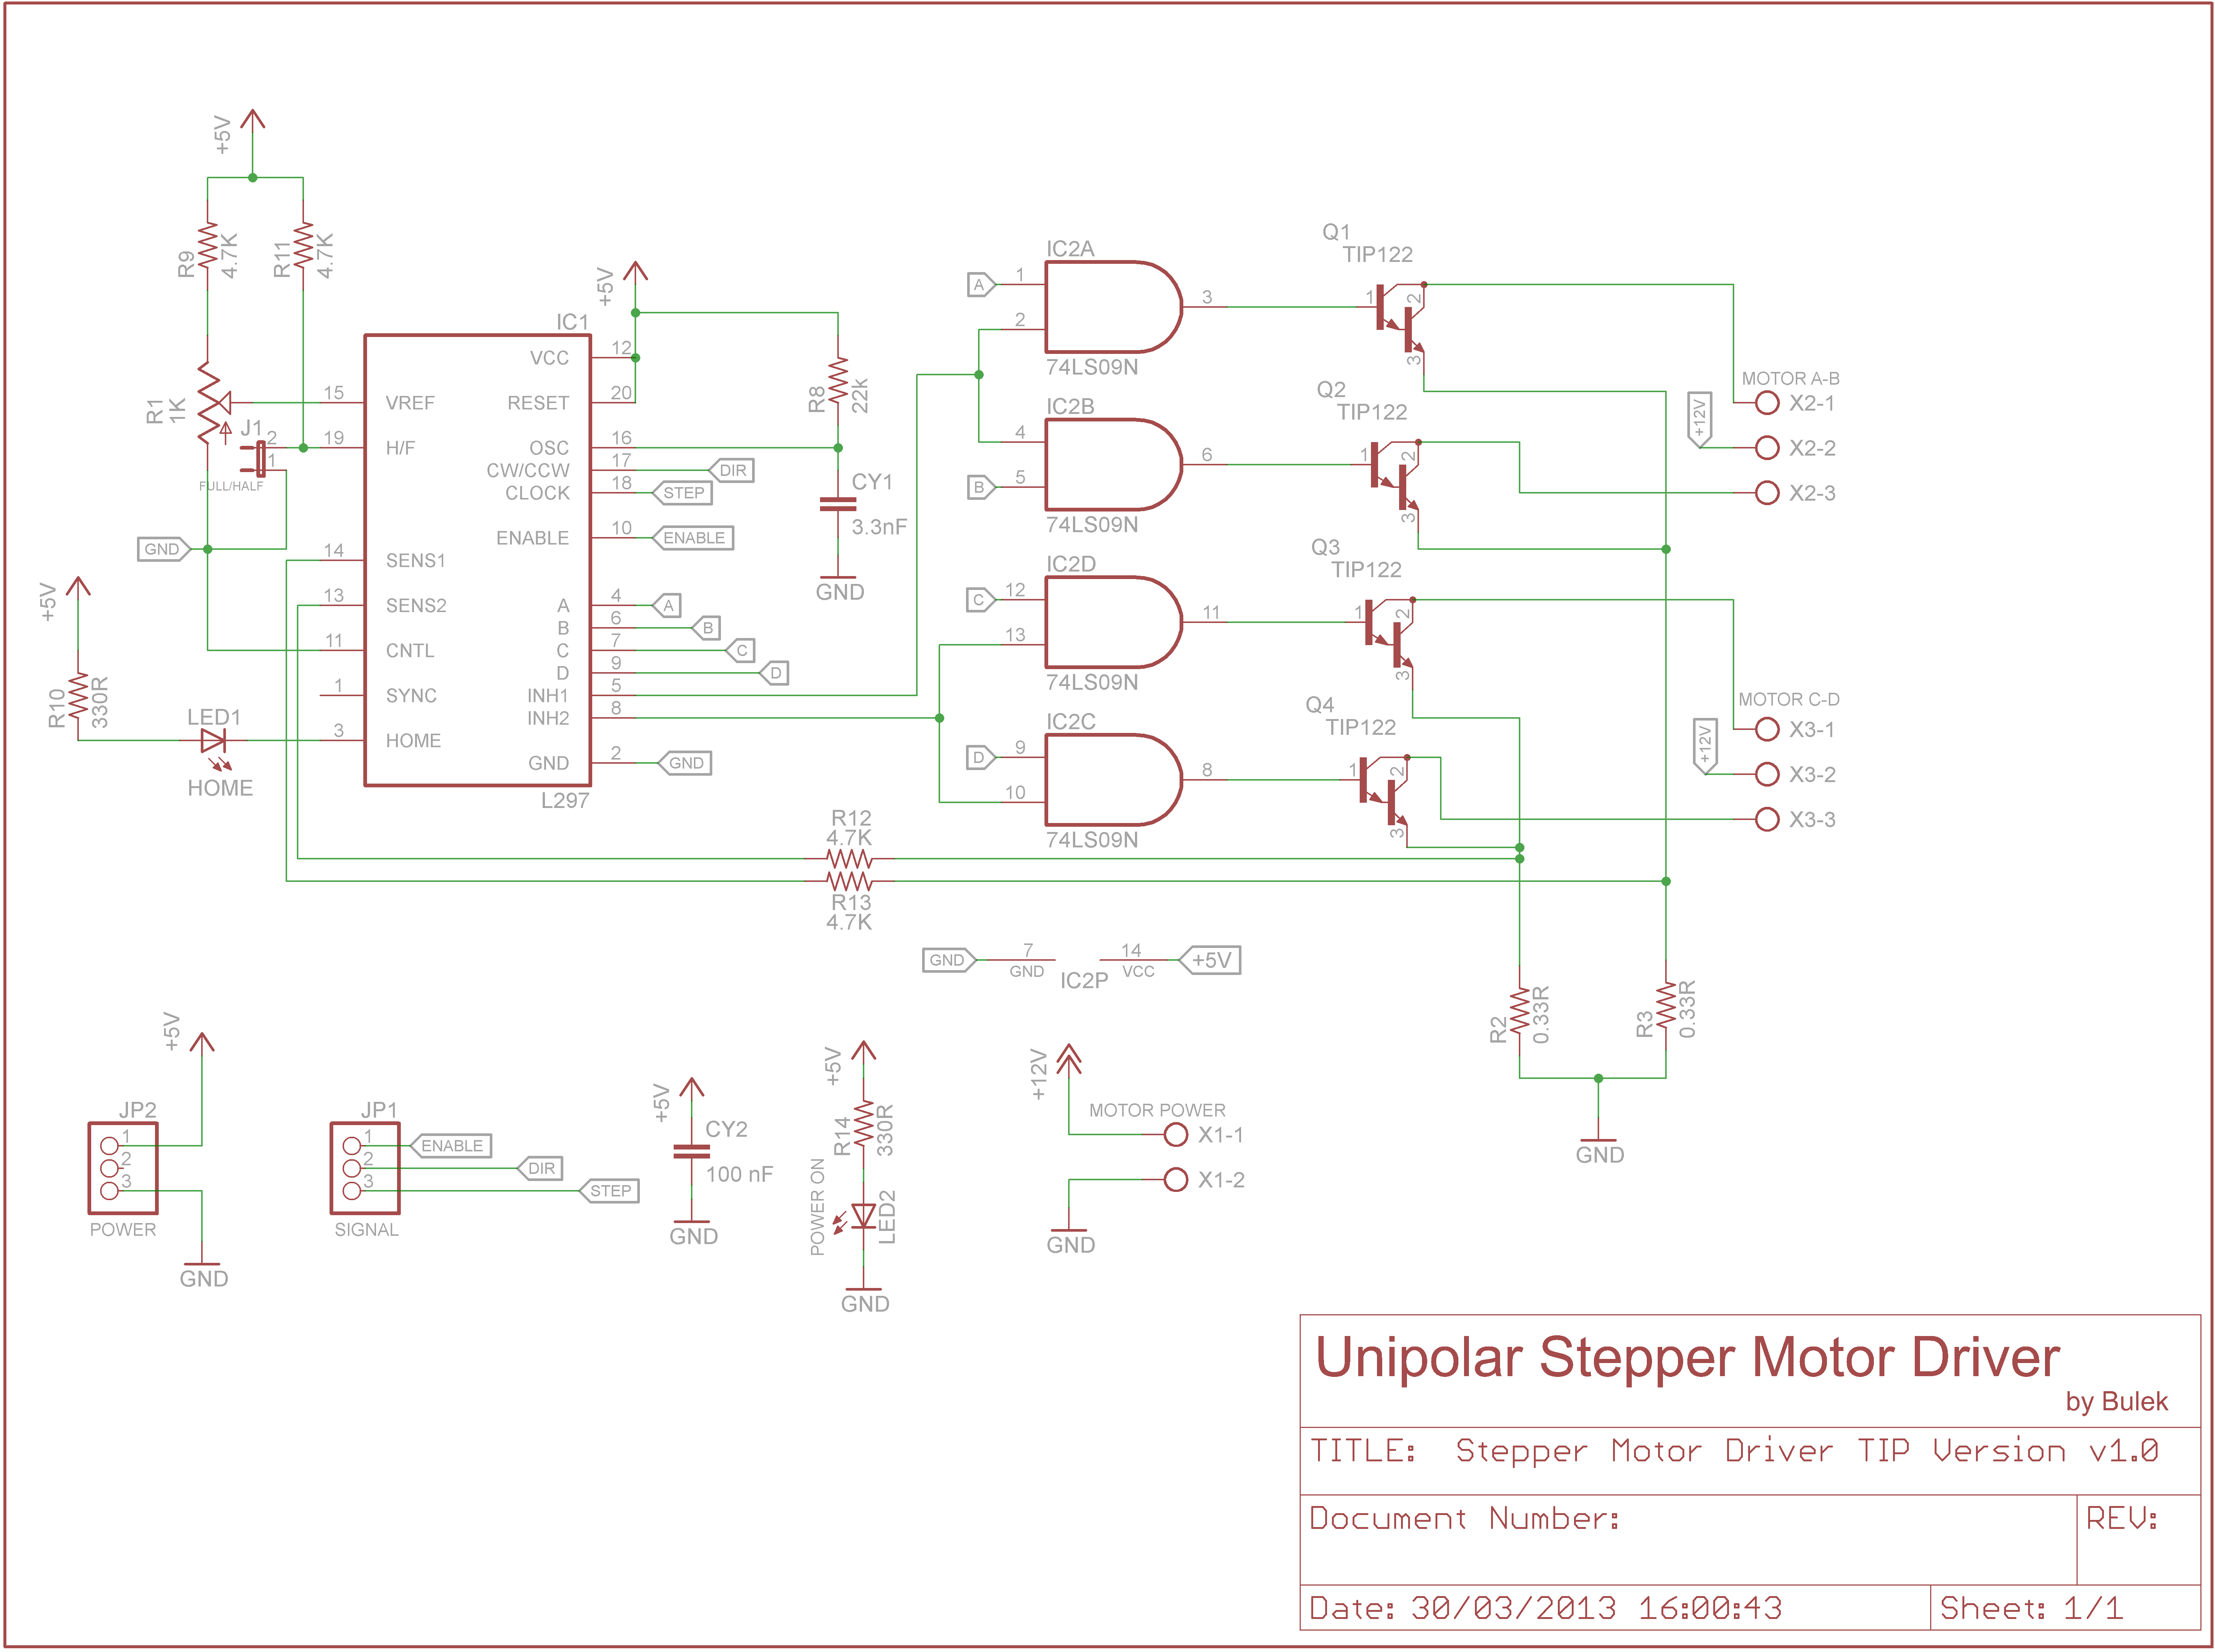 +5V
R9
4.7K
R11
4.7K
R1
1K
J1
2
1
FULL/HALF
GND
+5V
R10
330R
LED1
HOME
IC1
L297
15 VREF
19 H/F
14 SENS1
13 SENS2
11 CNTL
1 SYNC
3 HOME
VCC 12
RESET 20
OSC 16
CW/CCW 17 DIR
CLOCK 18 STEP
ENABLE 10 ENABLE
A 4 A
B 6 B
C 7 C
D 9 D
INH1 5
INH2 8
GND 2 GND
+5V
R8
22k
CY1
3.3nF
GND
IC2A
A 1
2
3
74LS09N
IC2B
4
B 5
6
74LS09N
IC2D
C 12
13
11
74LS09N
IC2C
D 9
10
8
74LS09N
Q1
TIP122
1 2 3
Q2
TIP122
1 2 3
Q3
TIP122
1 2 3
Q4
TIP122
1 2 3
MOTOR A-B
X2-1
+12V
X2-2
X2-3
MOTOR C-D
X3-1
+12V
X3-2
X3-3
R12
4.7K
R13
4.7K
GND 7 14 +5V
GND IC2P VCC
R2
0.33R
R3
0.33R
GND
+5V
JP2
1
2
3
POWER
GND
JP1
1 ENABLE
2 DIR
3 STEP
SIGNAL
+5V
CY2
100 nF
GND
+5V
R14
330R
POWER ON
LED2
GND
+12V
MOTOR POWER
X1-1
X1-2
GND
Unipolar Stepper Motor Driver
by Bulek
TITLE: Stepper Motor Driver TIP Version v1.0
Document Number:
REV:
Date: 30/03/2013 16:00:43
Sheet: 1/1